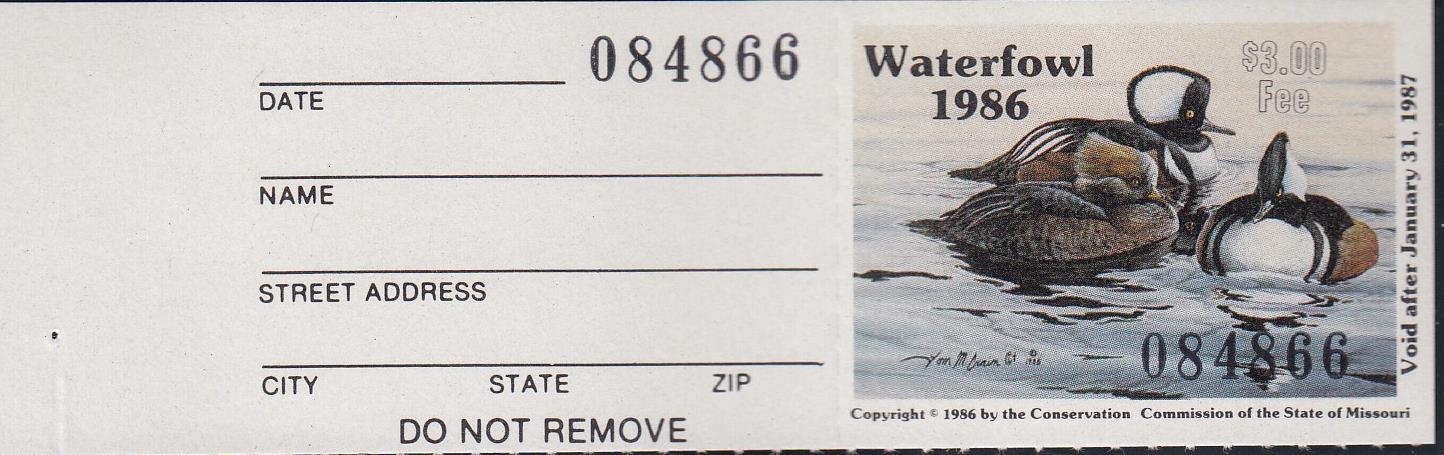 084866
DATE
NAME
STREET ADDRESS
CITY STATE ZIP
DO NOT REMOVE
Waterfowl
1986
$3.00
Fee
Void after January 31, 1987
084866
Copyright © 1986 by the Conservation Commission of the State of Missouri